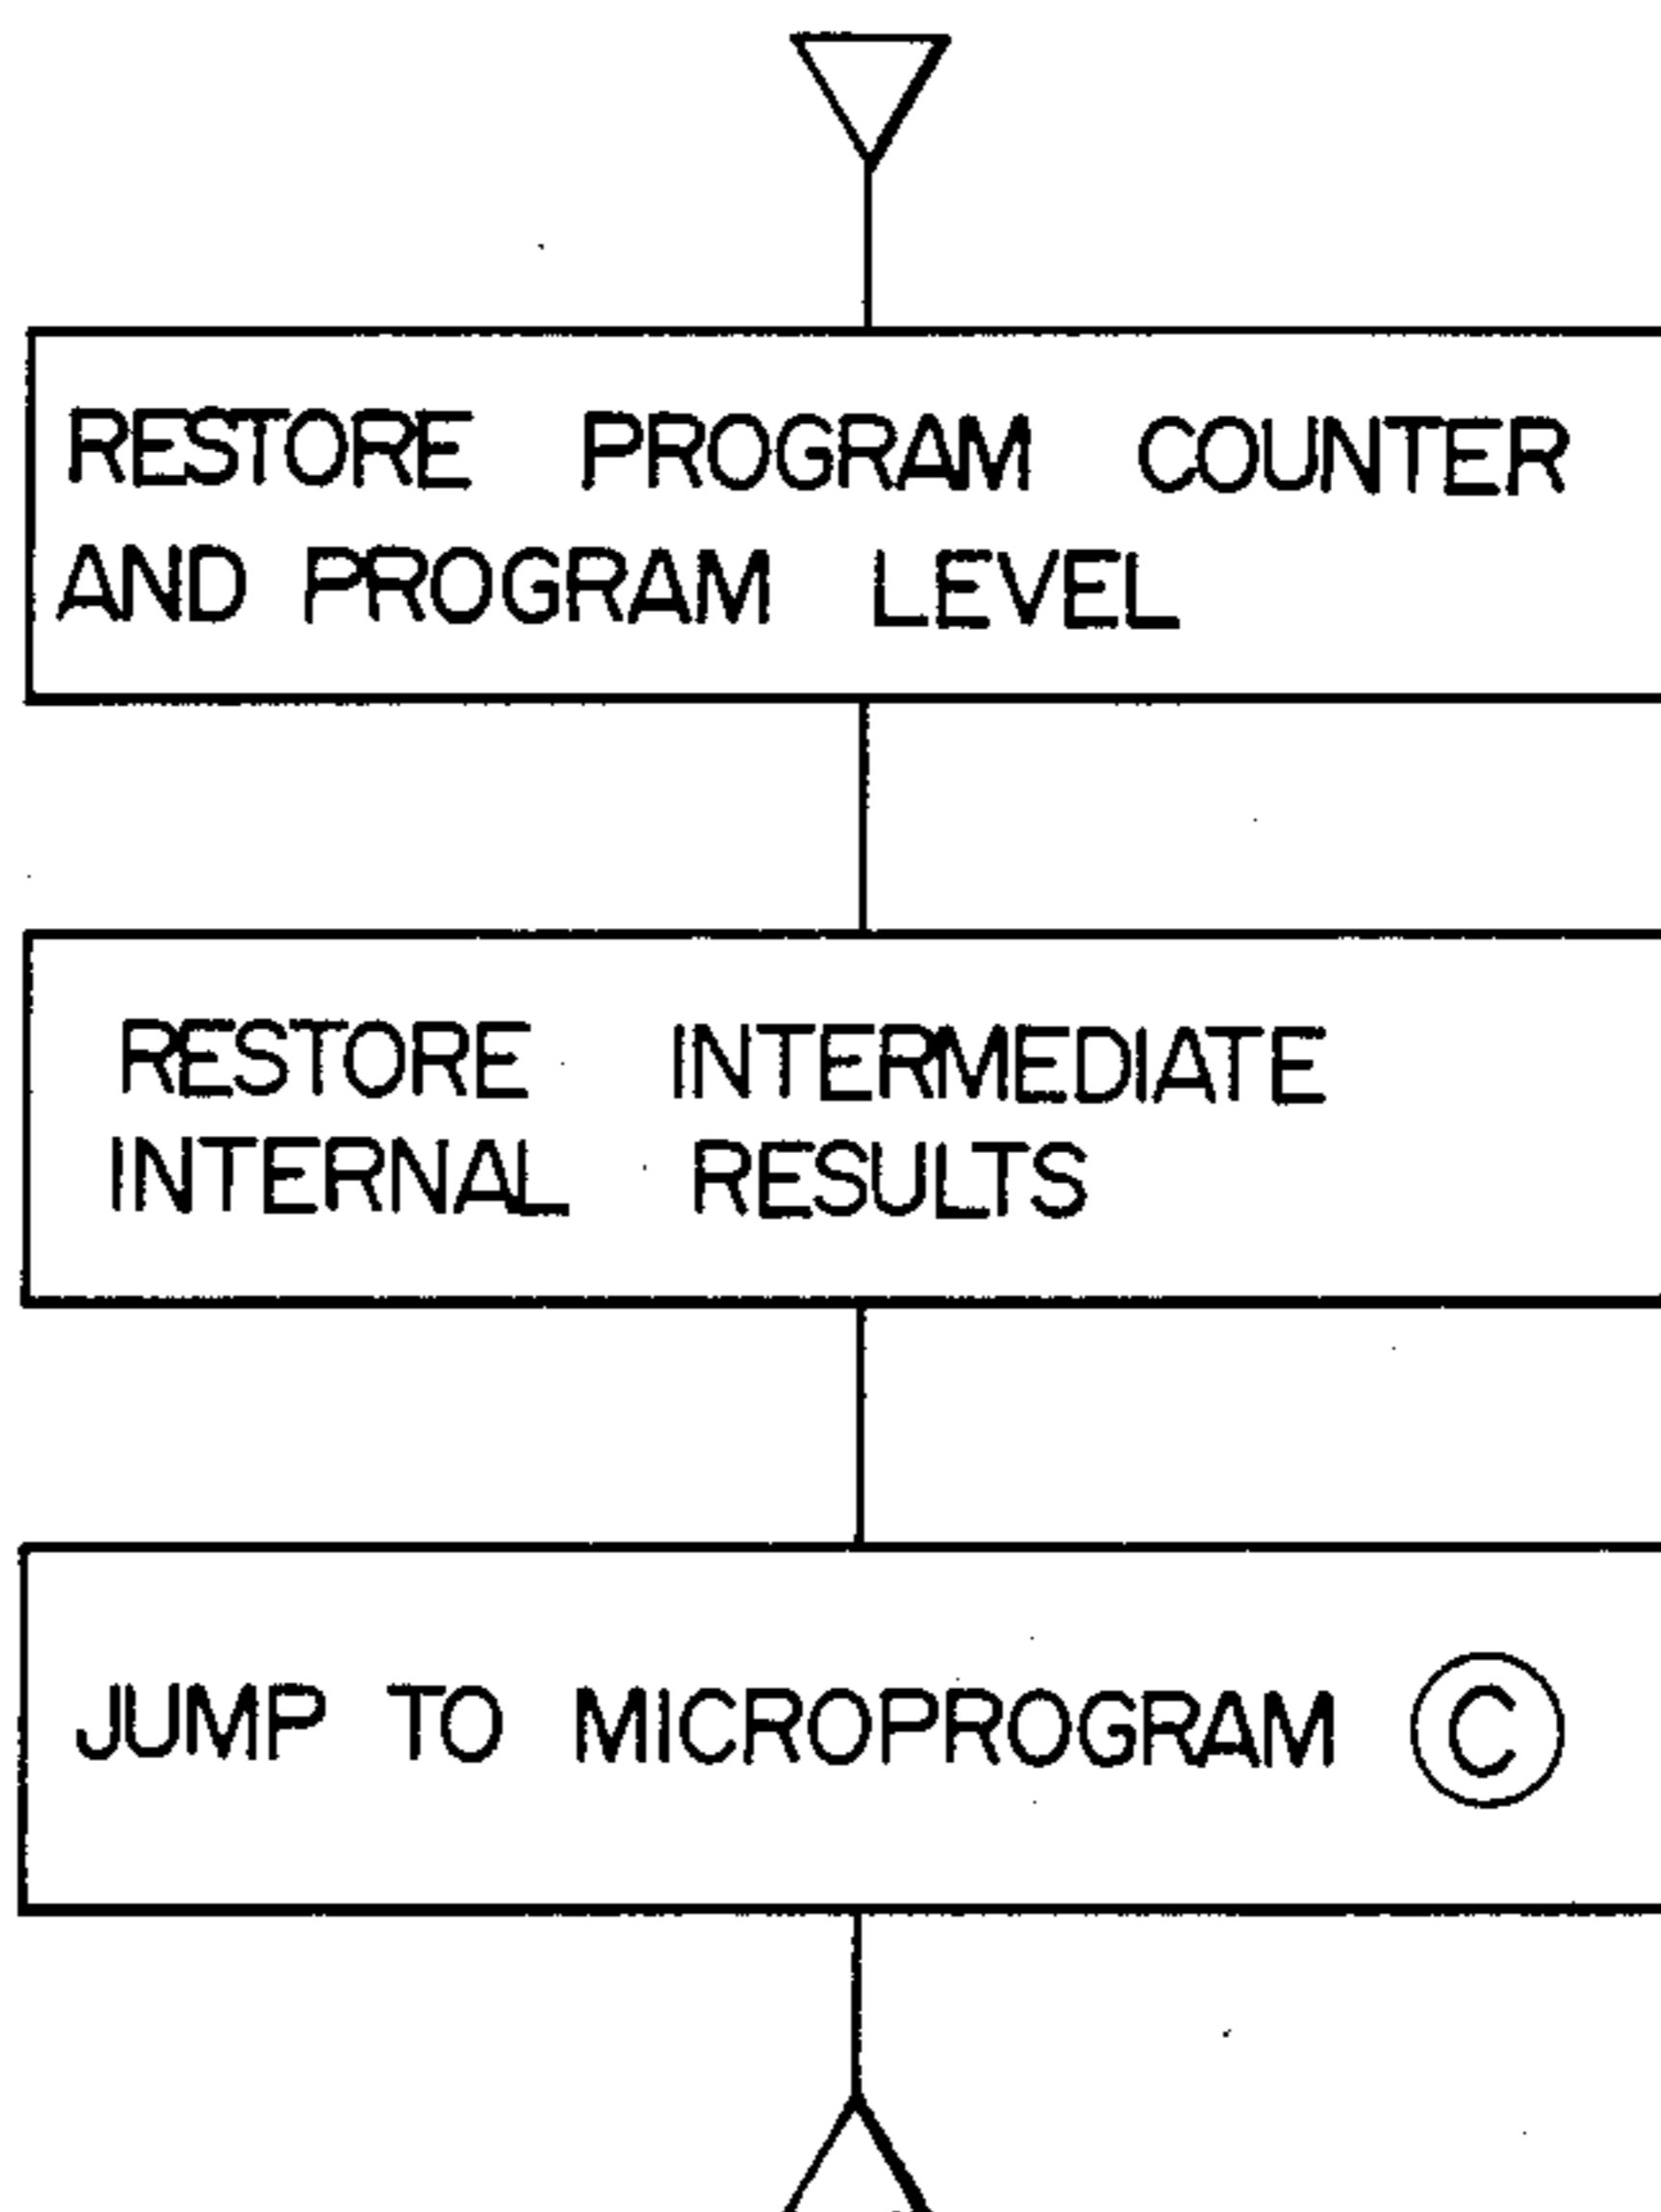 RESTORE PROGRAM COUNTER
AND PROGRAM LEVEL
RESTORE INTERMEDIATE
INTERNAL RESULTS
JUMP TO MICROPROGRAM Ⓒ